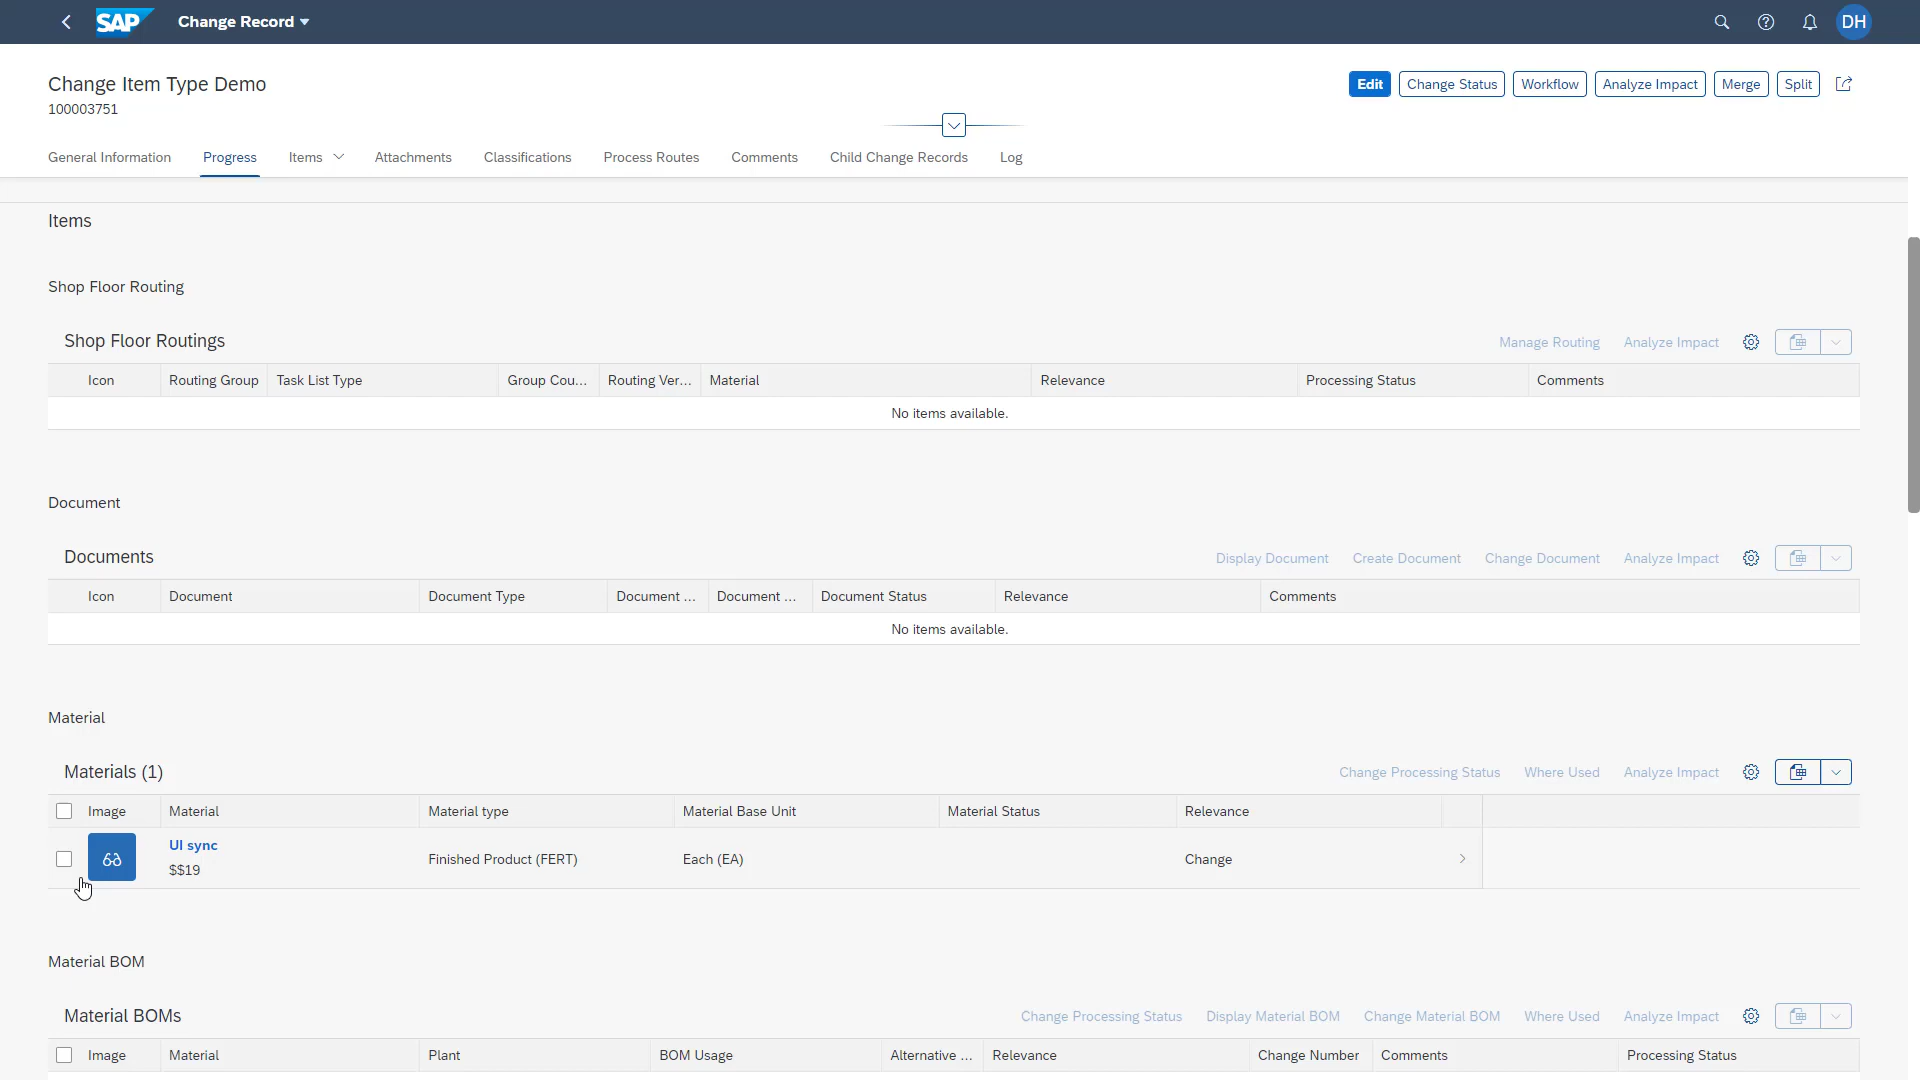 SAP Change Record DH
Change Item Type Demo Edit Change Status Workflow Analyze Impact Merge Split
100003751
General Information Progress Items Attachments Classifications Process Routes Comments Child Change Records Log
Items
Shop Floor Routing
Shop Floor Routings Manage Routing Analyze Impact
Icon Routing Group Task List Type Group Cou... Routing Ver... Material Relevance Processing Status Comments
No items available.
Document
Documents Display Document Create Document Change Document Analyze Impact
Icon Document Document Type Document ... Document ... Document Status Relevance Comments
No items available.
Material
Materials (1) Change Processing Status Where Used Analyze Impact
Image Material Material type Material Base Unit Material Status Relevance
UI sync
$$19 Finished Product (FERT) Each (EA) Change
Material BOM
Material BOMs Change Processing Status Display Material BOM Change Material BOM Where Used Analyze Impact
Image Material Plant BOM Usage Alternative ... Relevance Change Number Comments Processing Status